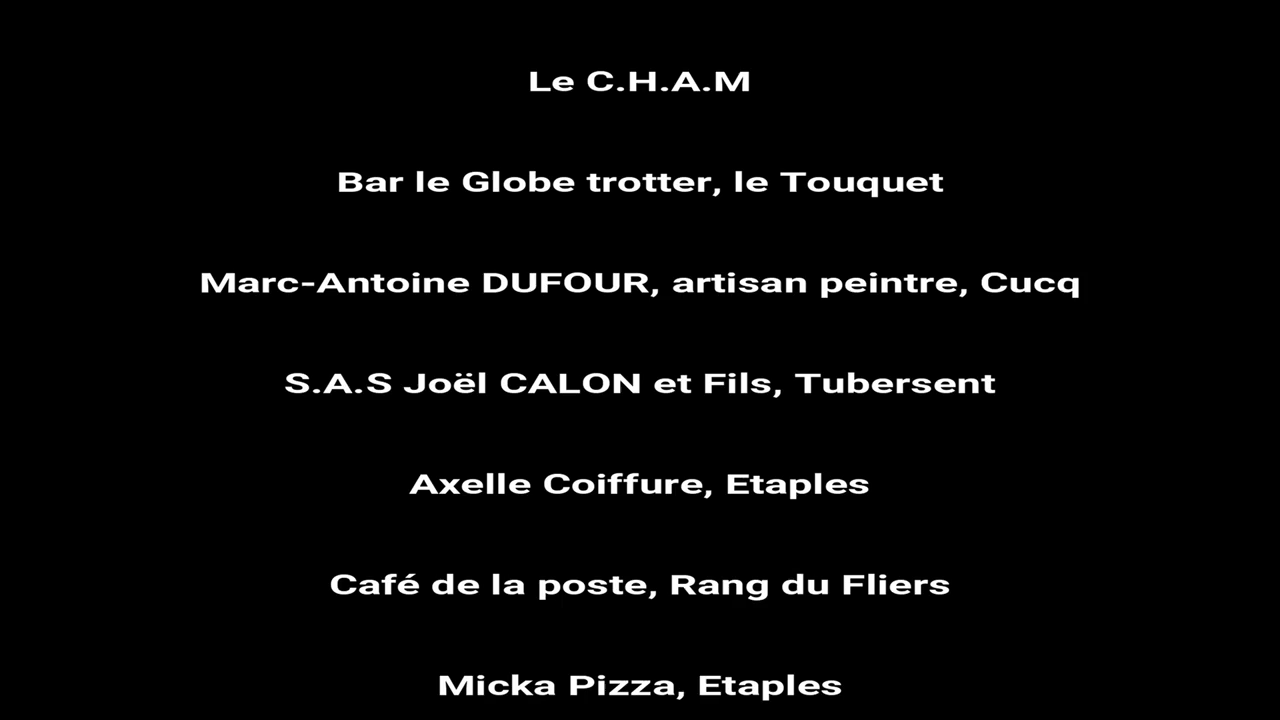 Le C.H.A.M
Bar le Globe trotter, le Touquet
Marc-Antoine DUFOUR, artisan peintre, Cucq
S.A.S Joël CALON et Fils, Tubersent
Axelle Coiffure, Etaples
Café de la poste, Rang du Fliers
Micka Pizza, Etaples